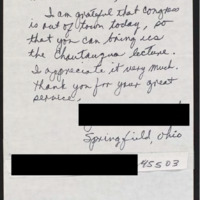 I am grateful that Congress
is out of town today, so
that you can bring us
the Chautauqua lecture.
I appreciate it very much.
Thank you for your great
service,
Springfield, Ohio
45503